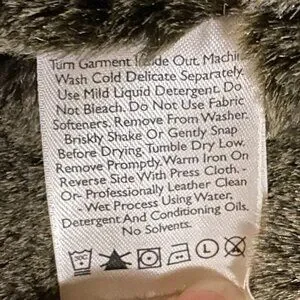 Turn Garment Inside Out. Machine
Wash Cold Delicate Separately.
Use Mild Liquid Detergent. Do
Not Bleach. Do Not Use Fabric
Softeners. Remove From Washer.
Briskly Shake Or Gently Snap
Before Drying. Tumble Dry Low.
Remove Promptly. Warm Iron On
Reverse Side With Press Cloth. -
Or- Professionally Leather Clean
- Wet Process Using Water,
Detergent And Conditioning Oils.
No Solvents.
30C
L